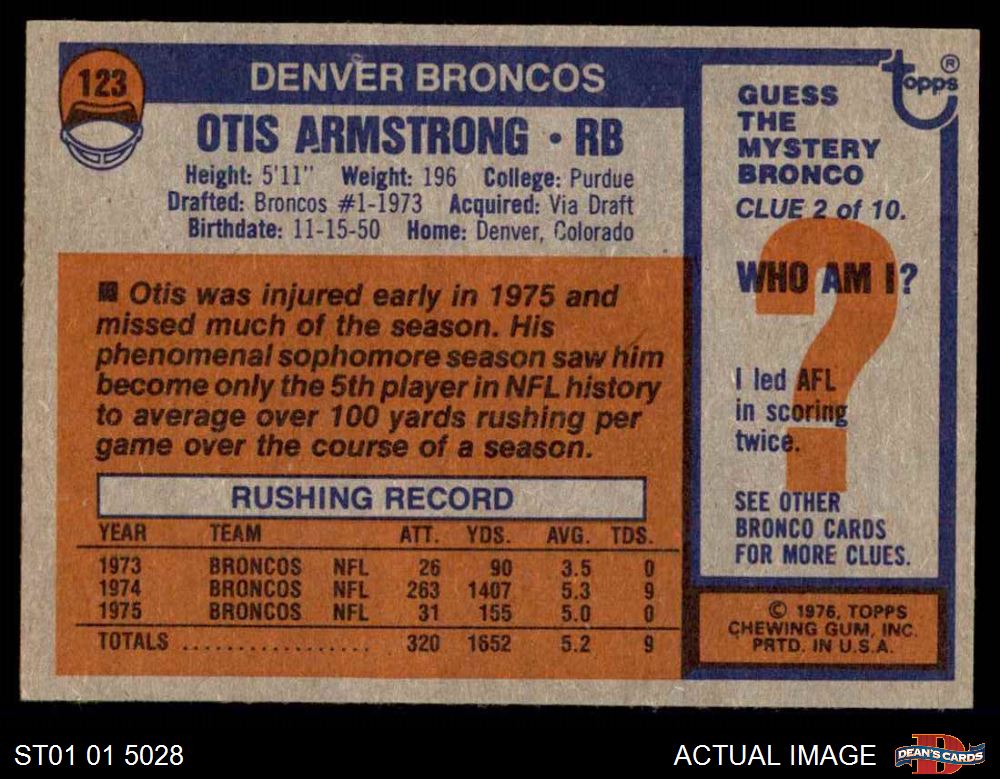 123
DENVER BRONCOS
OTIS ARMSTRONG • RB
Height: 5'11" Weight: 196 College: Purdue
Drafted: Broncos #1-1973 Acquired: Via Draft
Birthdate: 11-15-50 Home: Denver, Colorado
Otis was injured early in 1975 and
missed much of the season. His
phenomenal sophomore season saw him
become only the 5th player in NFL history
to average over 100 yards rushing per
game over the course of a season.
RUSHING RECORD
YEAR TEAM ATT. YDS. AVG. TDS.
1973 BRONCOS NFL 26 90 3.5 0
1974 BRONCOS NFL 263 1407 5.3 9
1975 BRONCOS NFL 31 155 5.0 0
TOTALS .................. 320 1652 5.2 9
topps ®
GUESS
THE
MYSTERY
BRONCO
CLUE 2 of 10.
WHO AM I?
?
I led AFL
in scoring
twice.
SEE OTHER
BRONCO CARDS
FOR MORE CLUES.
© 1976, TOPPS
CHEWING GUM, INC.
PRTD. IN U.S.A.
ST01 01 5028
ACTUAL IMAGE
D
DEAN'S CARDS